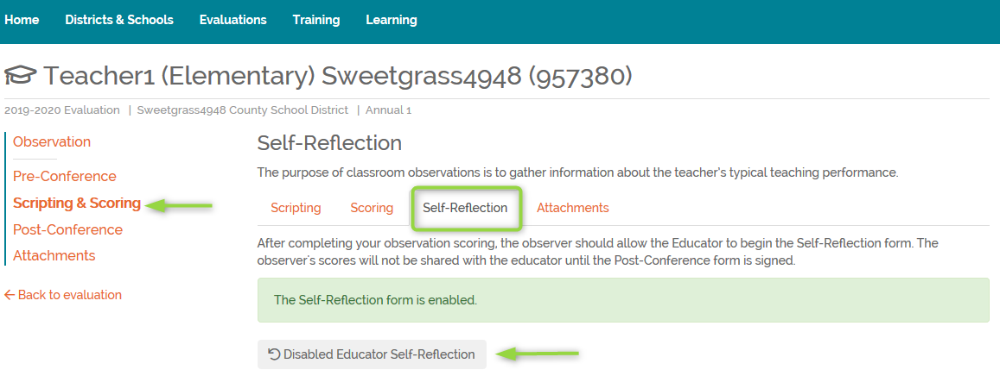 Home Districts & Schools Evaluations Training Learning
Teacher1 (Elementary) Sweetgrass4948 (957380)
2019-2020 Evaluation | Sweetgrass4948 County School District | Annual 1
Observation
Pre-Conference
Scripting & Scoring
Post-Conference
Attachments
← Back to evaluation
Self-Reflection
The purpose of classroom observations is to gather information about the teacher's typical teaching performance.
Scripting Scoring Self-Reflection Attachments
After completing your observation scoring, the observer should allow the Educator to begin the Self-Reflection form. The
observer's scores will not be shared with the educator until the Post-Conference form is signed.
The Self-Reflection form is enabled.
Disabled Educator Self-Reflection